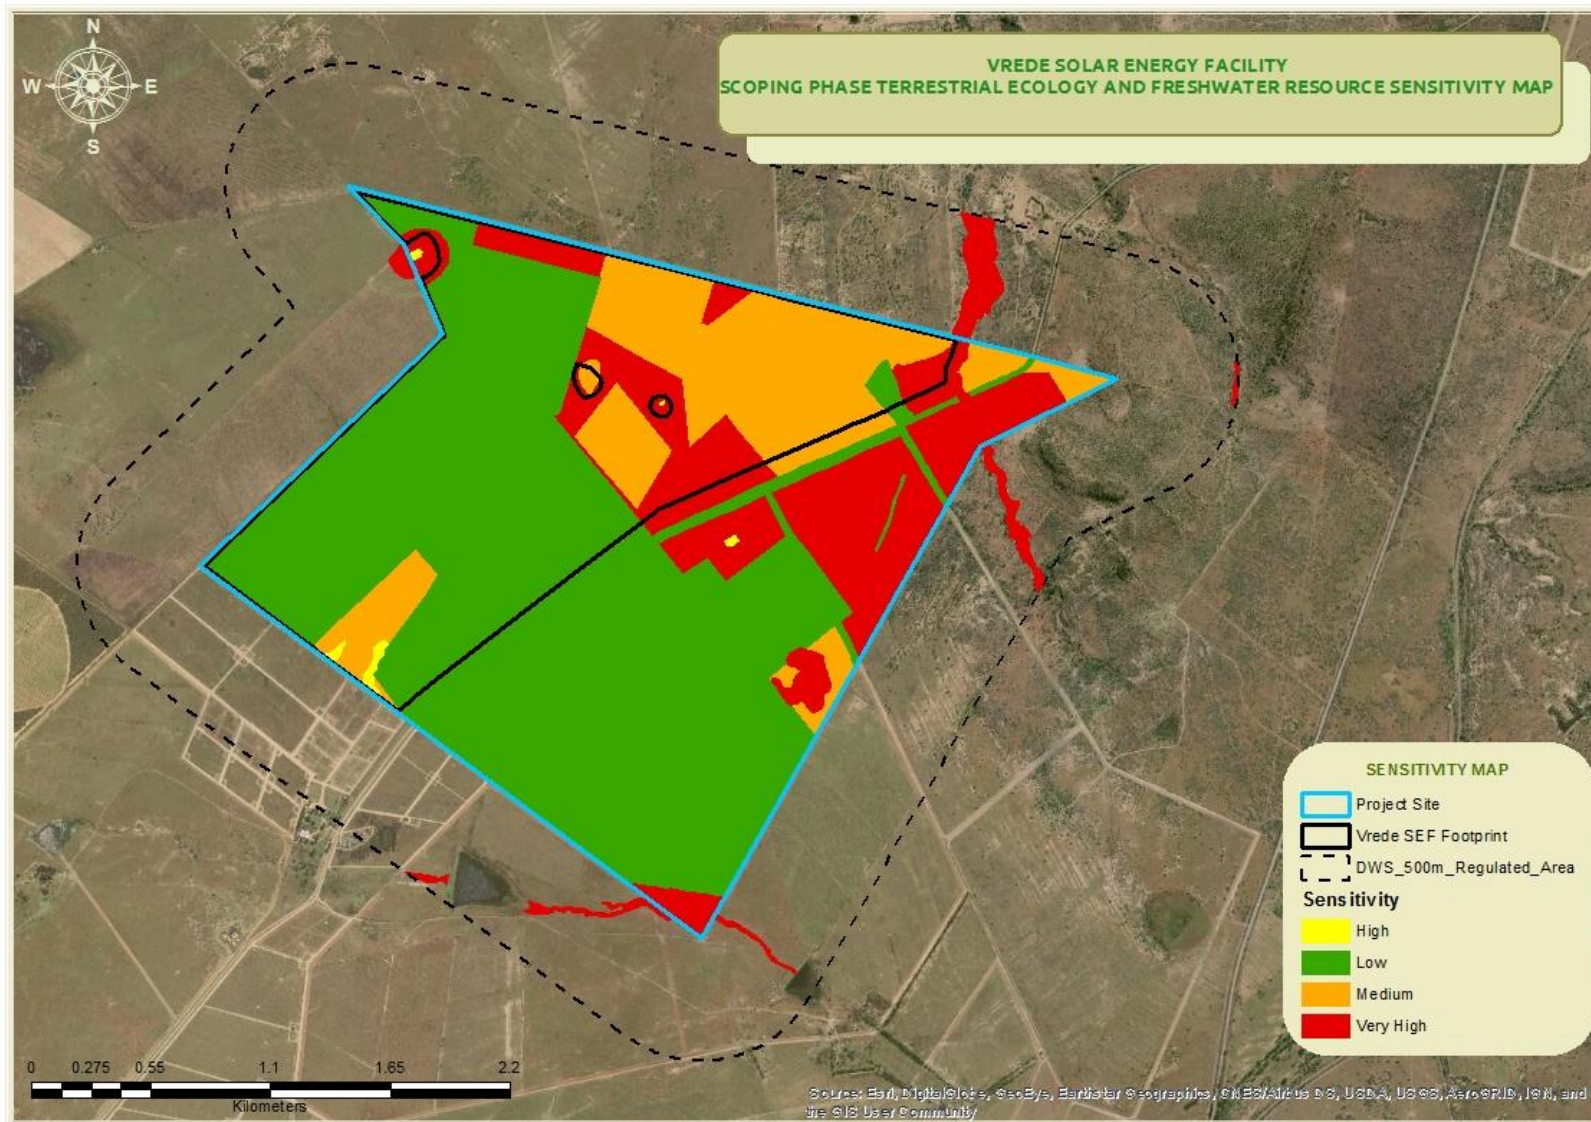 N
W
E
S
VREDE SOLAR ENERGY FACILITY
SCOPING PHASE TERRESTRIAL ECOLOGY AND FRESHWATER RESOURCE SENSITIVITY MAP
SENSITIVITY MAP
Project Site
Vrede SEF Footprint
DWS_500m_Regulated_Area
Sensitivity
High
Low
Medium
Very High
0 0.275 0.55 1.1 1.65 2.2
Kilometers
Source: Esri, DigitalGlobe, GeoEye, Earthstar Geographics, CNES/Airbus DS, USDA, USGS, AeroGRID, IGN, and
the GIS User Community